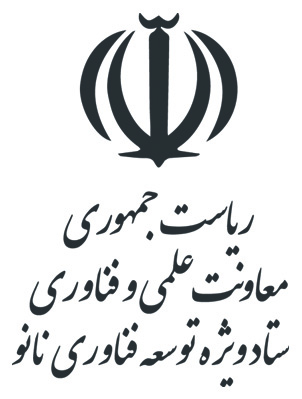 ریاست جمهوری
معاونت علمی و فناوری
ستاد ویژه توسعه فناوری نانو